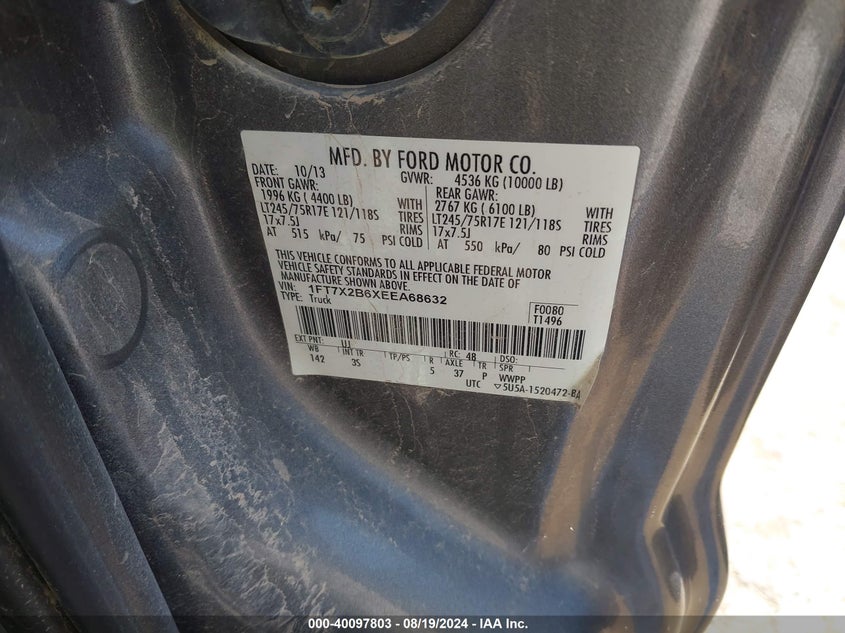 MFD. BY FORD MOTOR CO.
DATE: 10/13 GVWR: 4536 KG (10000 LB)
FRONT GAWR: REAR GAWR:
1996 KG ( 4400 LB) WITH 2767 KG ( 6100 LB) WITH
LT245/75R17E 121/118S TIRES LT245/75R17E 121/118S TIRES
17x7.5J RIMS 17x7.5J RIMS
AT 515 kPa/ 75 PSI COLD AT 550 kPa/ 80 PSI COLD
THIS VEHICLE CONFORMS TO ALL APPLICABLE FEDERAL MOTOR
VEHICLE SAFETY STANDARDS IN EFFECT ON THE DATE OF
MANUFACTURE SHOWN ABOVE.
VIN: 1FT7X2B6XEEA68632
TYPE: Truck
F0080
T1496
EXT PNT: UJ RC: 48 DSO:
WB INT TR TP/PS R AXLE TR SPR
142 3S 5 37 P WWPP
UTC ▽5U5A-1520472-BA
000-40097803 - 08/19/2024 - IAA Inc.